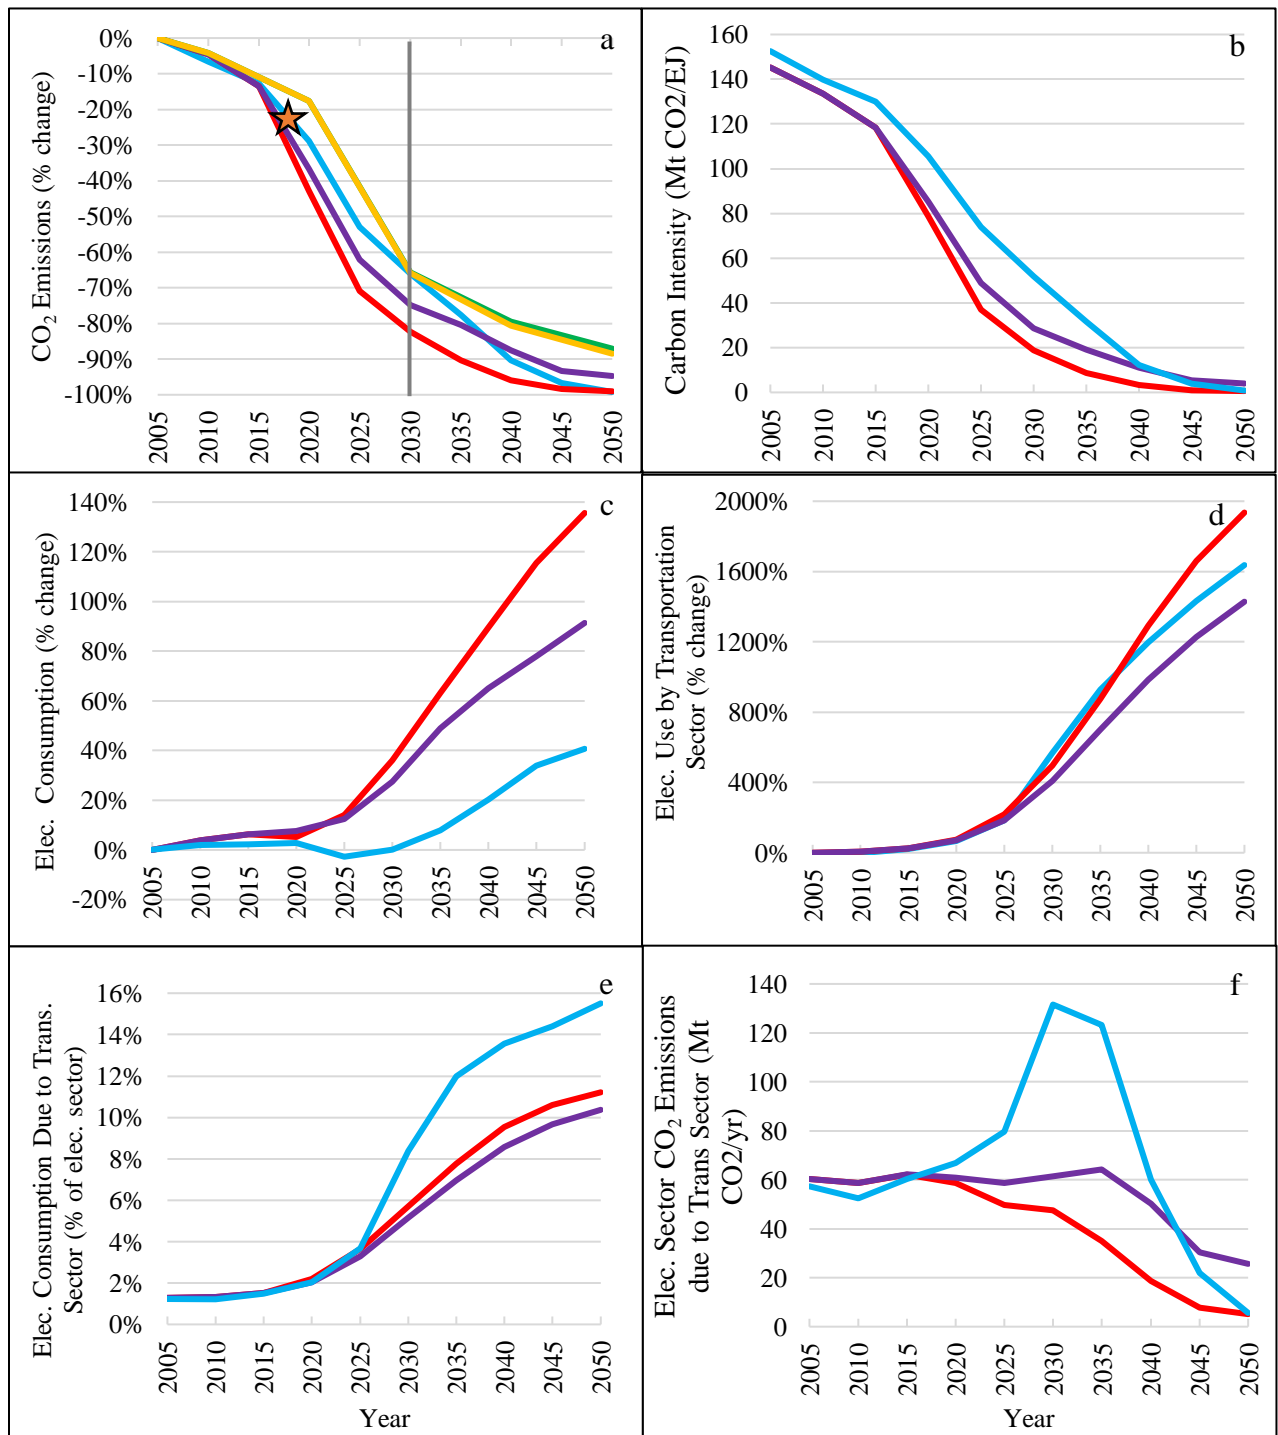 a
0%
-10%
-20%
-30%
-40%
-50%
-60%
-70%
-80%
-90%
-100%
CO2 Emissions (% change)
2005 2010 2015 2020 2025 2030 2035 2040 2045 2050
b
160
140
120
100
80
60
40
20
0
Carbon Intensity (Mt CO2/EJ)
2005 2010 2015 2020 2025 2030 2035 2040 2045 2050
c
140%
120%
100%
80%
60%
40%
20%
0%
-20%
Elec. Consumption (% change)
2005 2010 2015 2020 2025 2030 2035 2040 2045 2050
d
2000%
1600%
1200%
800%
400%
0%
Elec. Use by Transportation
Sector (% change)
2005 2010 2015 2020 2025 2030 2035 2040 2045 2050
e
16%
14%
12%
10%
8%
6%
4%
2%
0%
Elec. Consumption Due to Trans.
Sector (% of elec. sector)
2005 2010 2015 2020 2025 2030 2035 2040 2045 2050
Year
f
140
120
100
80
60
40
20
0
Elec. Sector CO2 Emissions
due to Trans Sector (Mt
CO2/yr)
2005 2010 2015 2020 2025 2030 2035 2040 2045 2050
Year